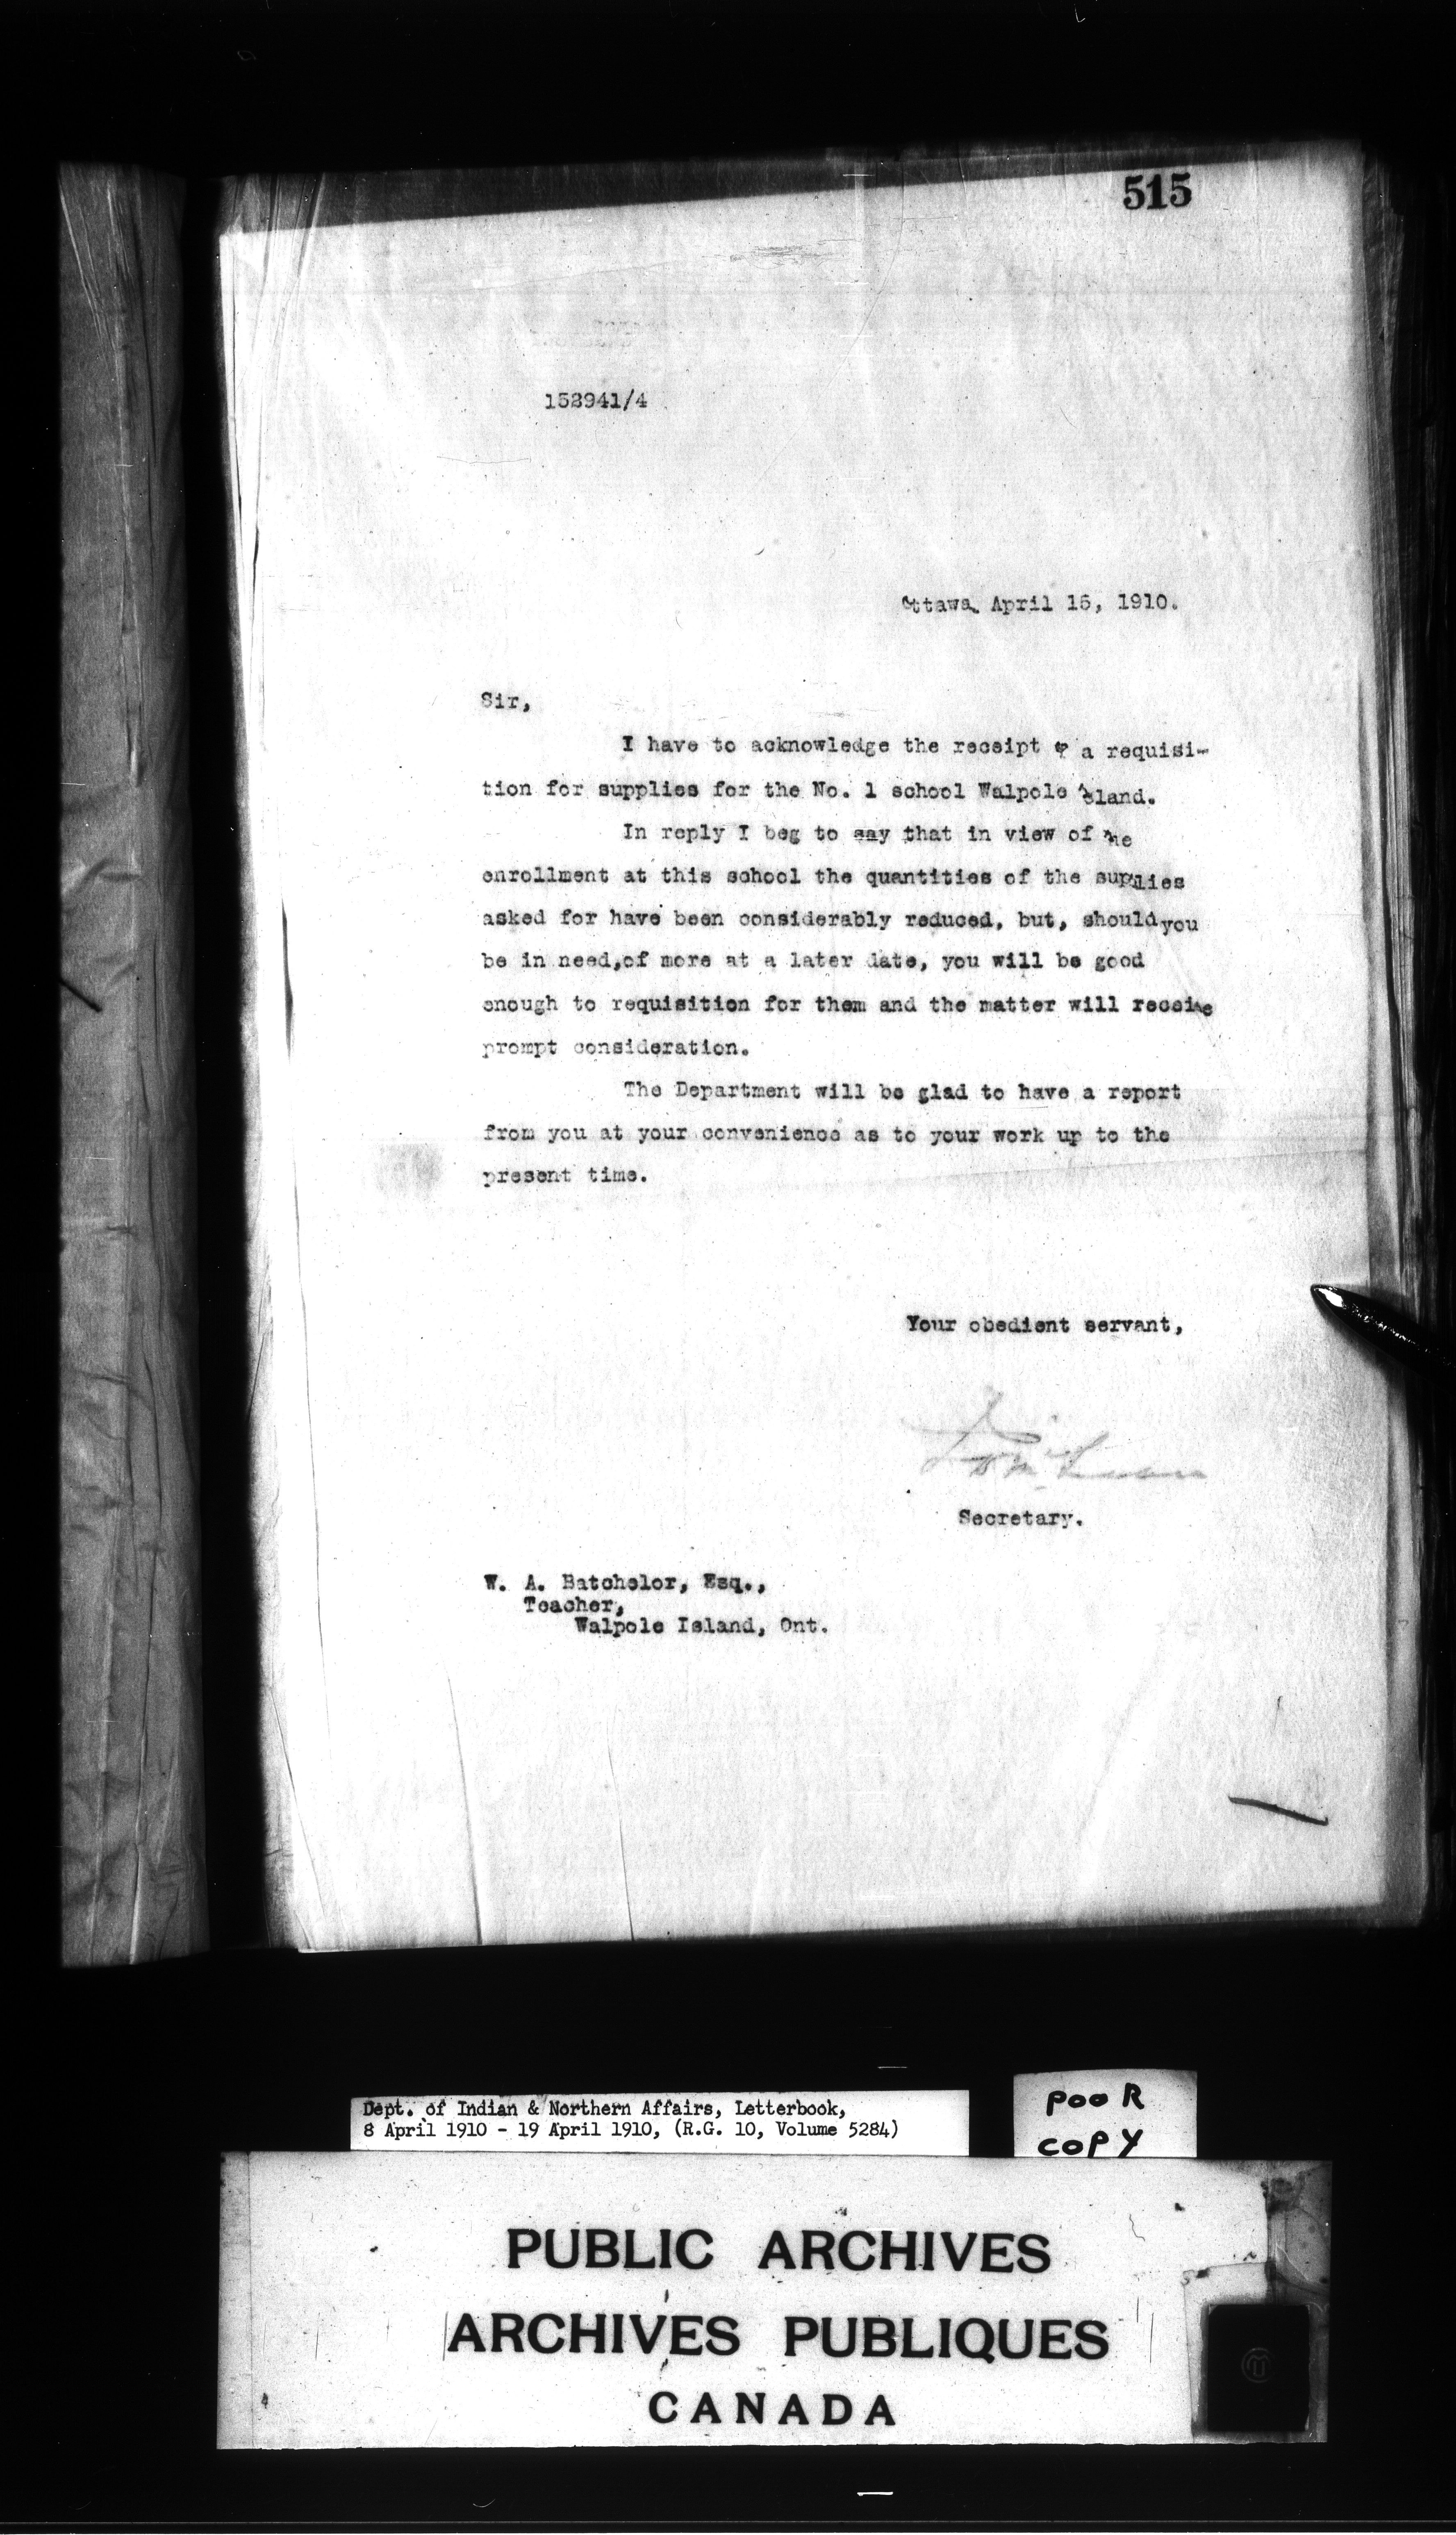 515
153941/4
Ottawa. April 15, 1910.
Sir,
I have to acknowledge the receipt of a requisi-
tion for supplies for the No. 1 school Walpole Island.
In reply I beg to say that in view of the
enrollment at this school the quantities of the supplies
asked for have been considerably reduced, but, should you
be in need,of more at a later date, you will be good
enough to requisition for them and the matter will receive
prompt consideration.
The Department will be glad to have a report
from you at your convenience as to your work up to the
present time.
Your obedient servant,
Secretary.
W. A. Batchelor, Esq.,
Teacher,
Walpole Island, Ont.
Dept. of Indian & Northern Affairs, Letterbook,
8 April 1910 - 19 April 1910, (R.G. 10, Volume 5284)
POOR
COPY
PUBLIC ARCHIVES
ARCHIVES PUBLIQUES
CANADA